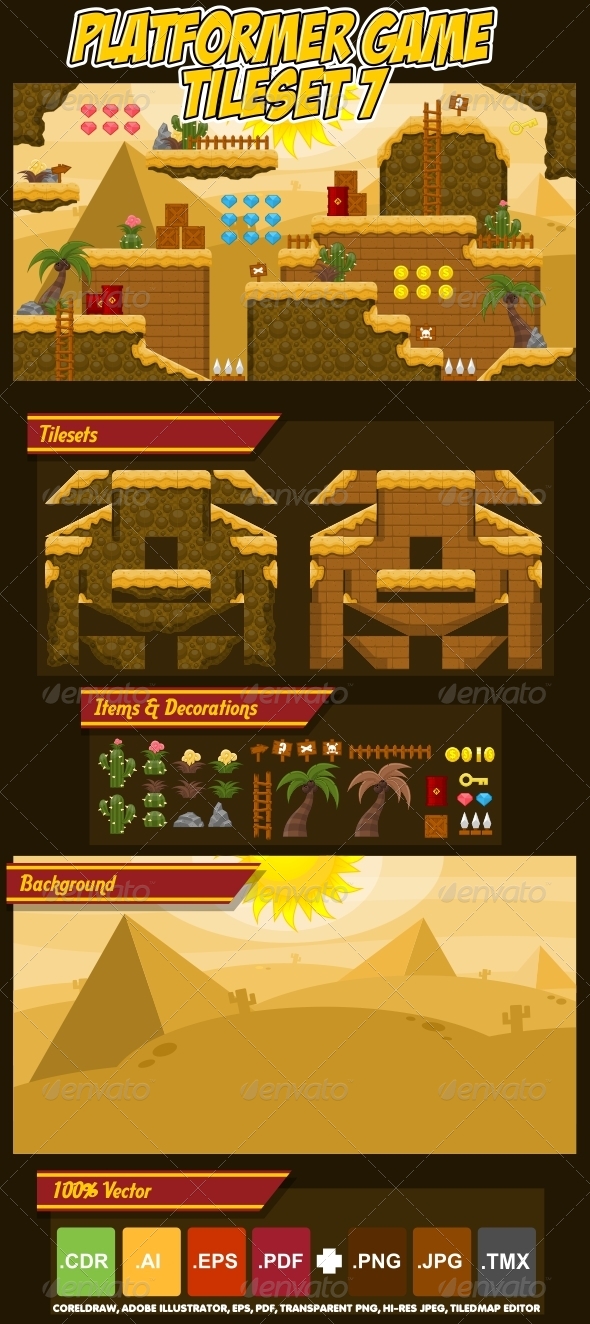 PLATFORMER GAME
TILESET 7
Tilesets
Items & Decorations
Background
100% Vector
.CDR
.AI
.EPS
.PDF
.PNG
.JPG
.TMX
CORELDRAW, ADOBE ILLUSTRATOR, EPS, PDF, TRANSPARENT PNG, HI-RES JPEG, TILEDMAP EDITOR
envato